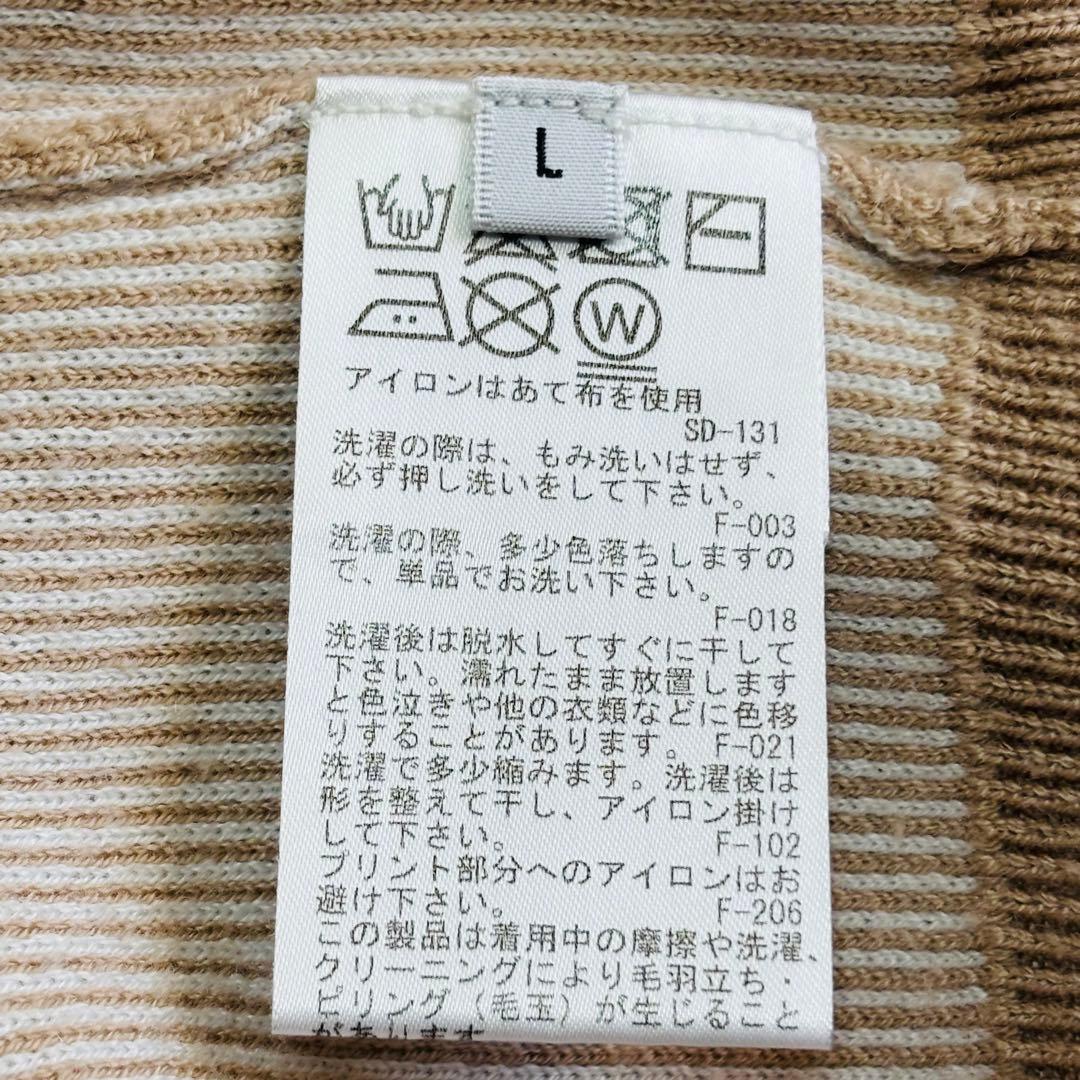 L
W
アイロンはあて布を使用
SD-131
洗濯の際は、もみ洗いはせず、
必ず押し洗いをして下さい。
F-003
洗濯の際、多少色落ちしますの
で、単品でお洗い下さい。
F-018
洗濯後は脱水してすぐに干して
下さい。濡れたまま放置します
と色泣きや他の衣類などに色移
りすることがあります。 F-021
洗濯で多少縮みます。洗濯後は
形を整えて干し、アイロン掛け
して下さい。
F-102
プリント部分へのアイロンはお
避け下さい。
F-206
この製品は着用中の摩擦や洗濯、
クリーニングにより毛羽立ち・
ピリング（毛玉）が生じること
があります